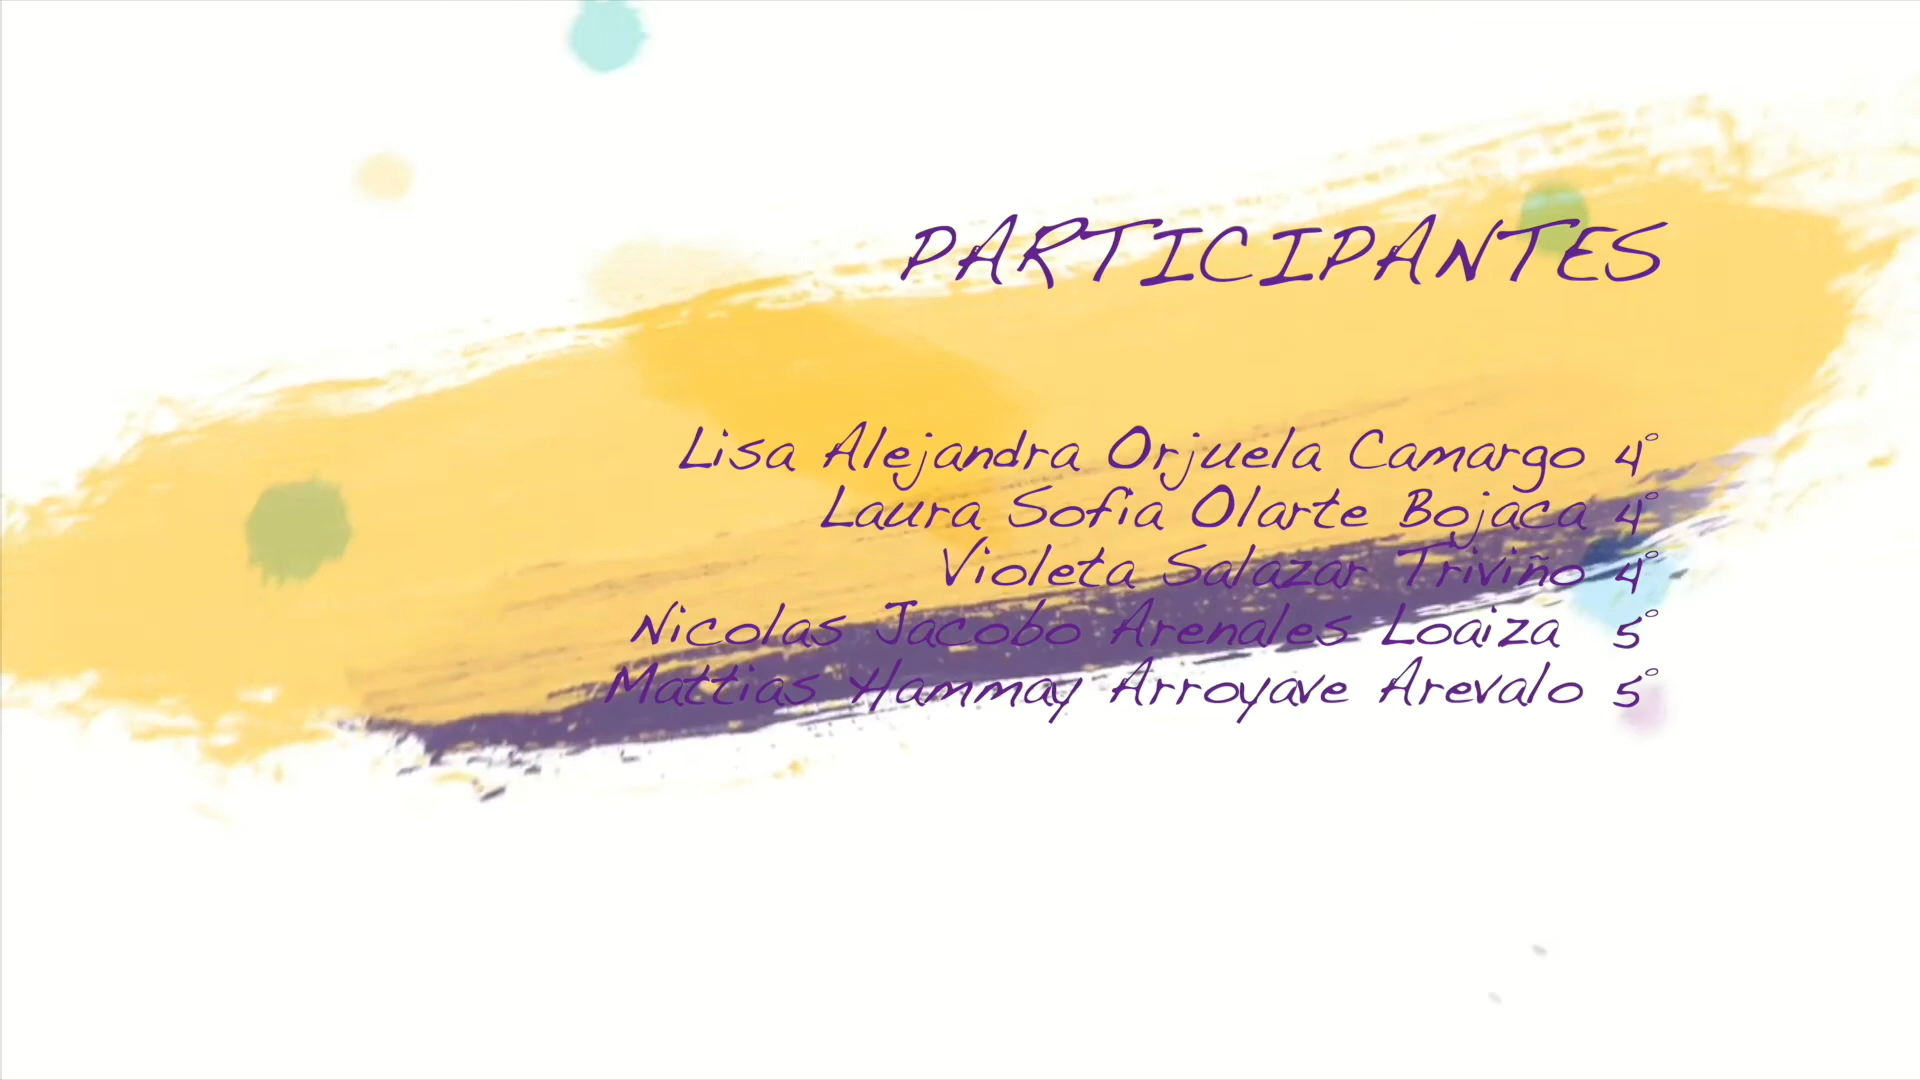 PARTICIPANTES
Lisa Alejandra Orjuela Camargo 4°
Laura Sofia Olarte Bojaca 4°
Violeta Salazar Triviño 4°
Nicolas Jacobo Arenales Loaiza 5°
Mattias Hammay Arroyave Arevalo 5°